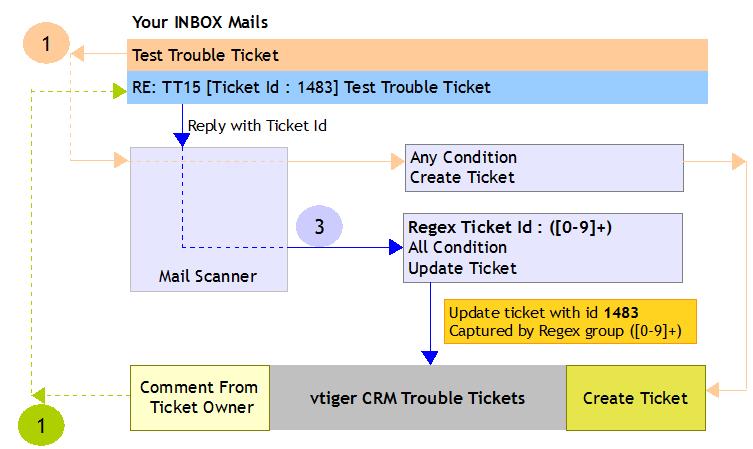 Your INBOX Mails
1
Test Trouble Ticket
RE: TT15 [Ticket Id : 1483] Test Trouble Ticket
Reply with Ticket Id
Any Condition
Create Ticket
3
Regex Ticket Id : ([0-9]+)
All Condition
Update Ticket
Mail Scanner
Update ticket with id 1483
Captured by Regex group ([0-9]+)
Comment From
Ticket Owner
vtiger CRM Trouble Tickets
Create Ticket
1